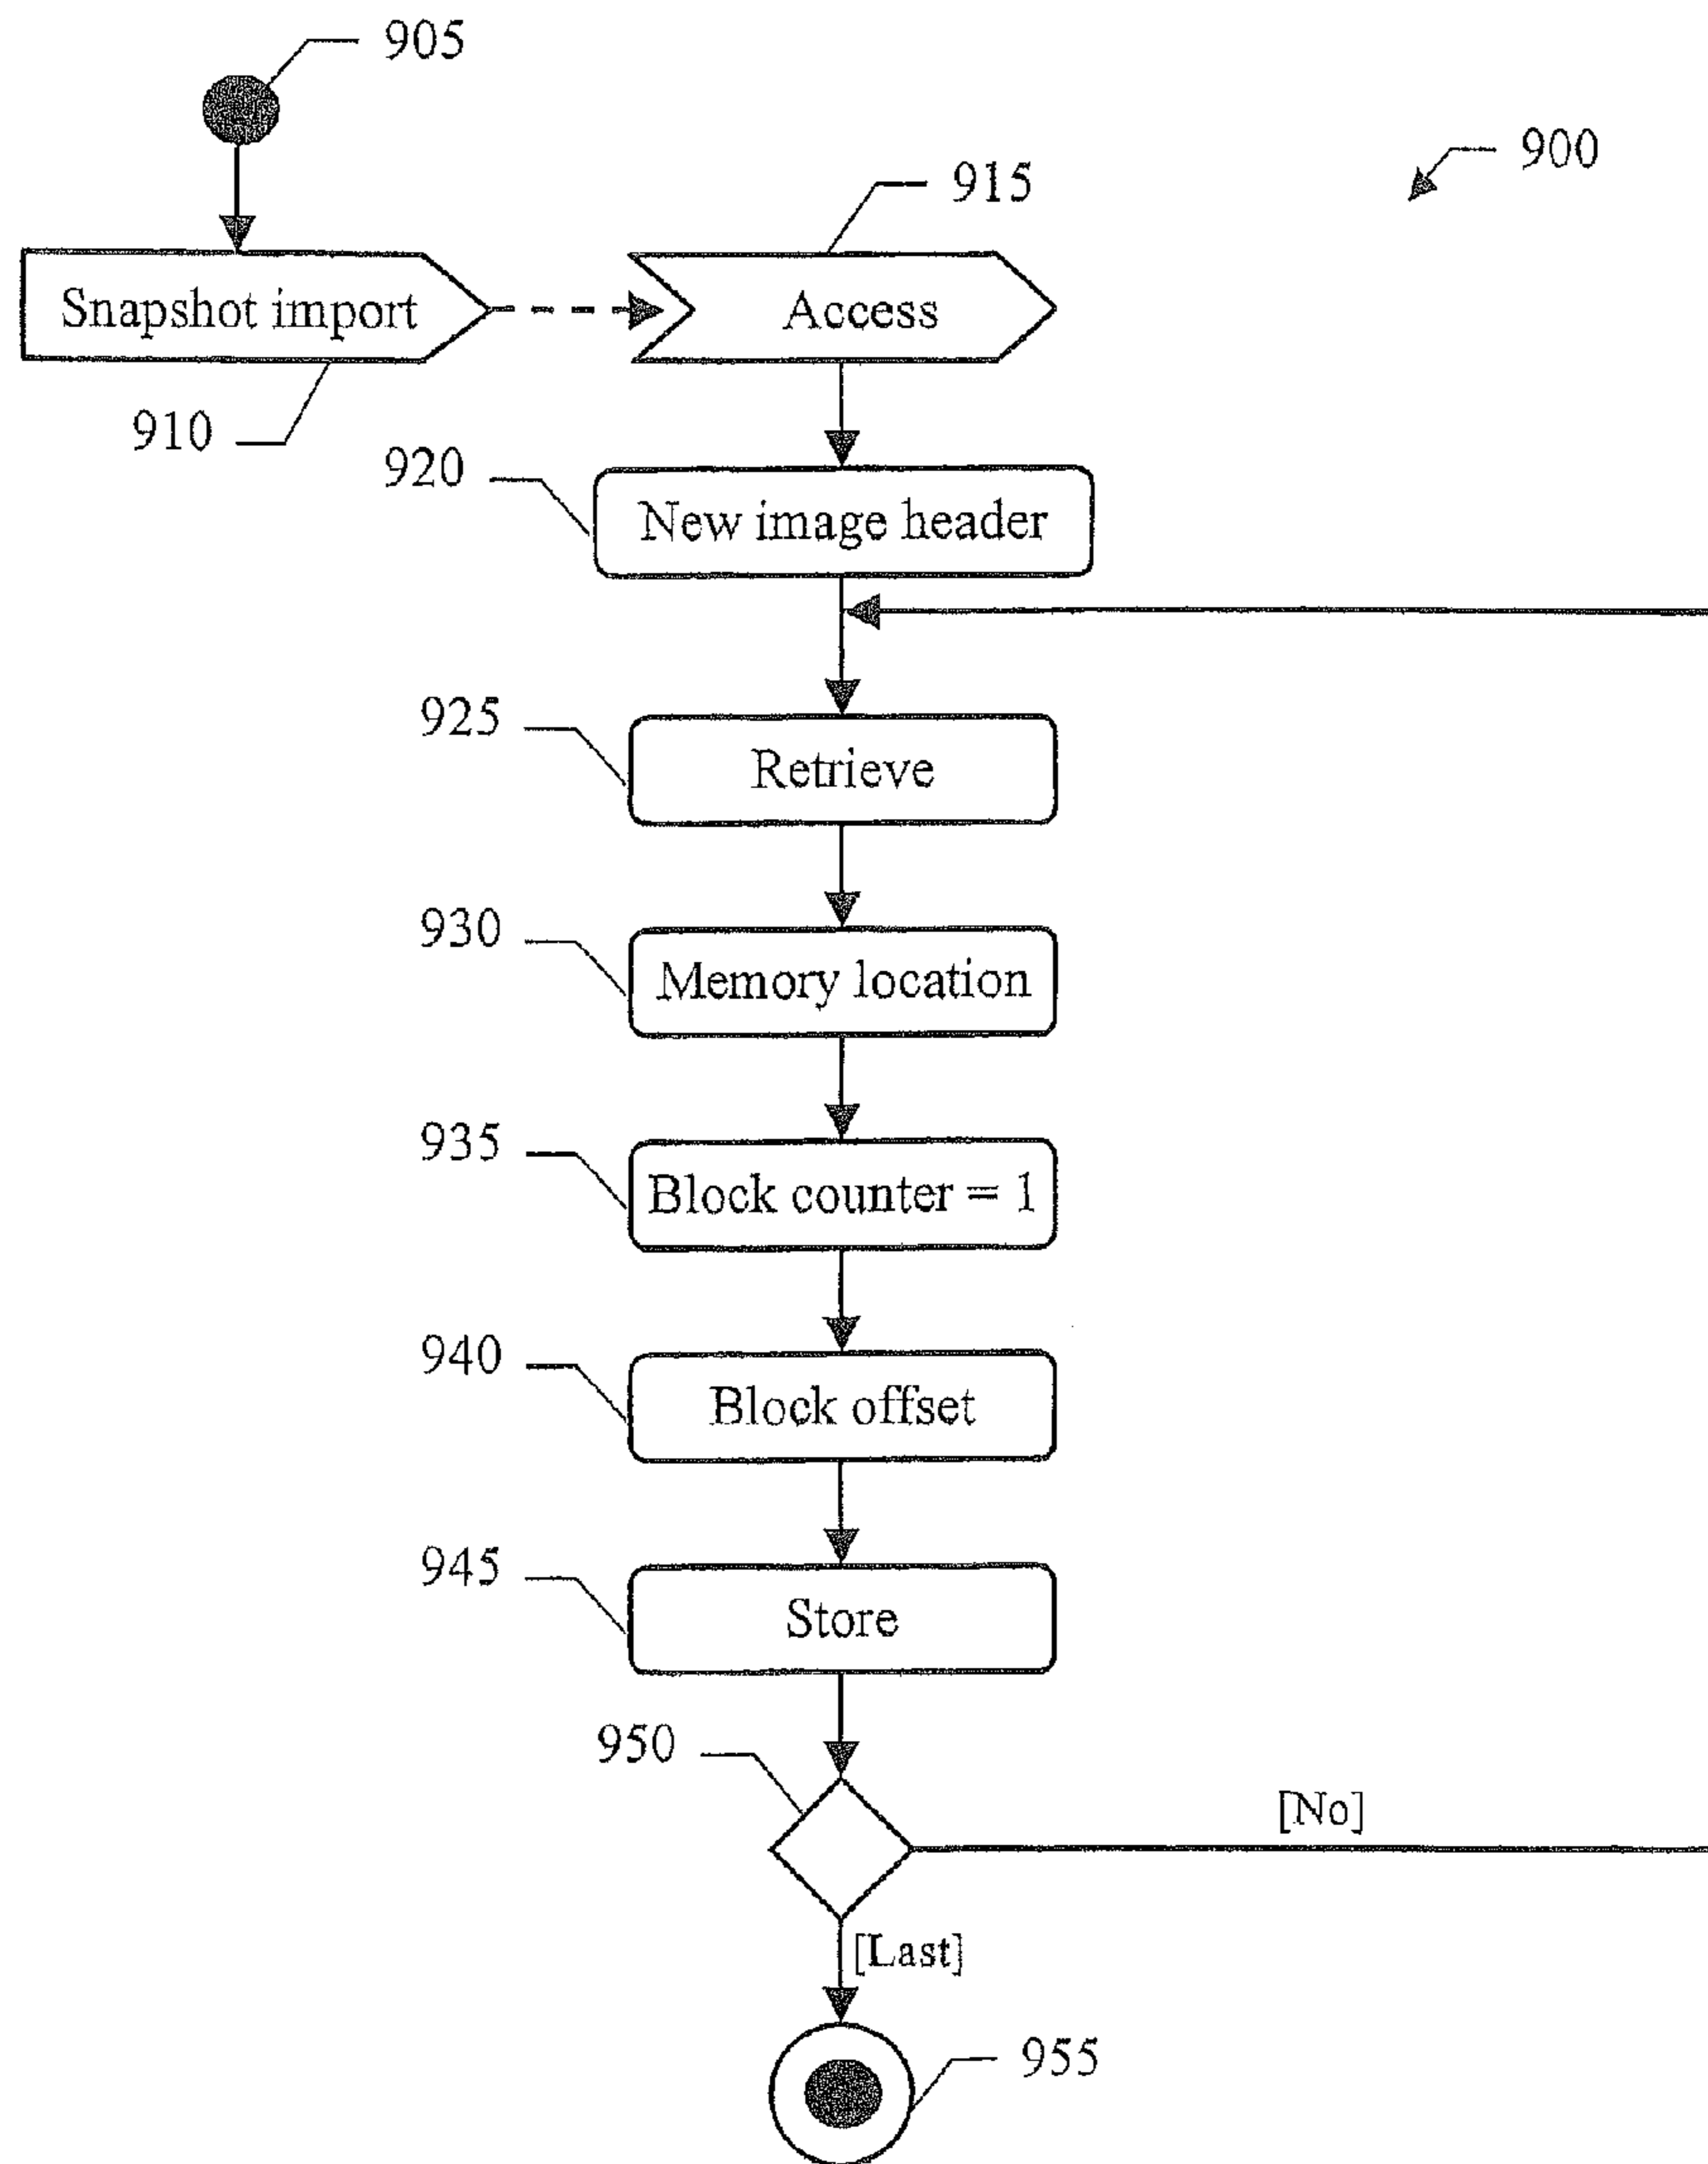 905
900
915
Snapshot import
Access
910
920
New image header
925
Retrieve
930
Memory location
935
Block counter = 1
940
Block offset
945
Store
950
[No]
[Last]
955